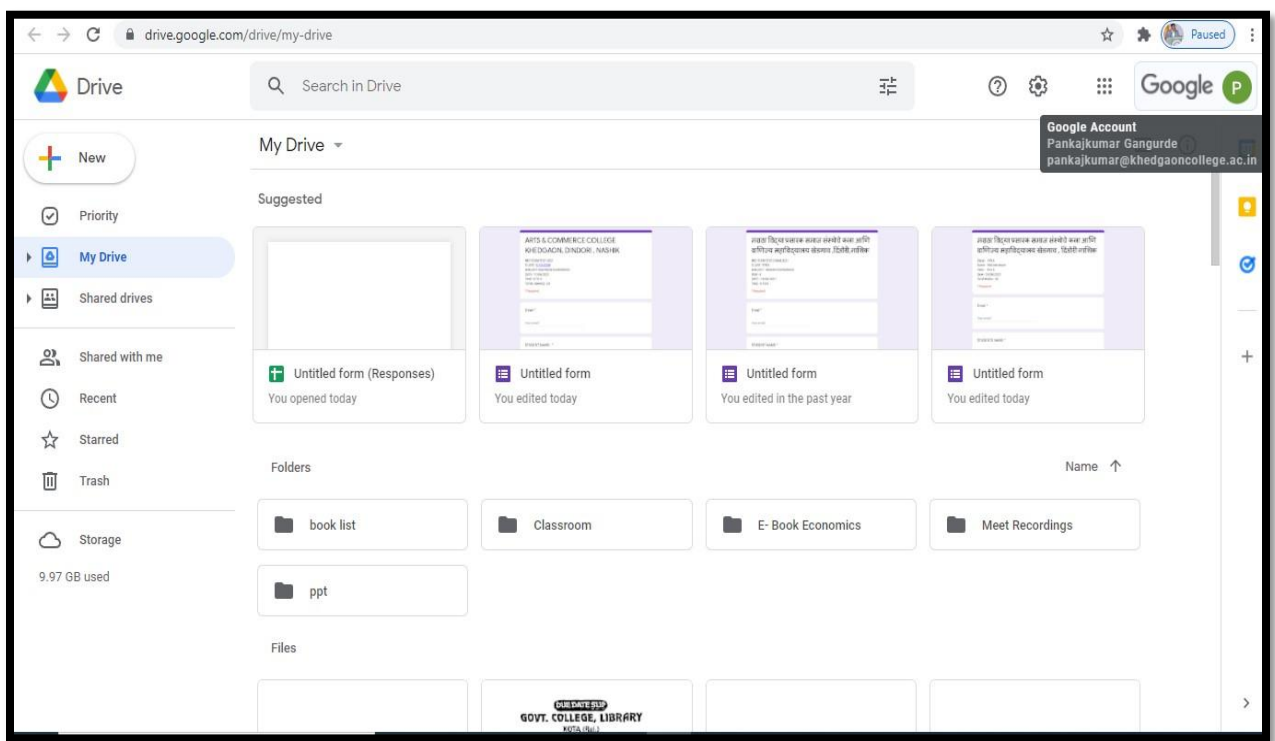 drive.google.com/drive/my-drive
Paused
Drive
Search in Drive
Google P
Google Account
Pankajkumar Gangurde
pankajkumar@khedgaoncollege.ac.in
New
My Drive
Priority
My Drive
Shared drives
Shared with me
Recent
Starred
Trash
Storage
9.97 GB used
Suggested
ARTS & COMMERCE COLLEGE
KHEDGAON, DINDORI, NASHIK
Untitled form (Responses)
You opened today
Untitled form
You edited today
Untitled form
You edited in the past year
Untitled form
You edited today
Folders
Name
book list
Classroom
E- Book Economics
Meet Recordings
ppt
Files
DUE DATE SLIP
GOVT. COLLEGE, LIBRARY
KOTA (Raj.)